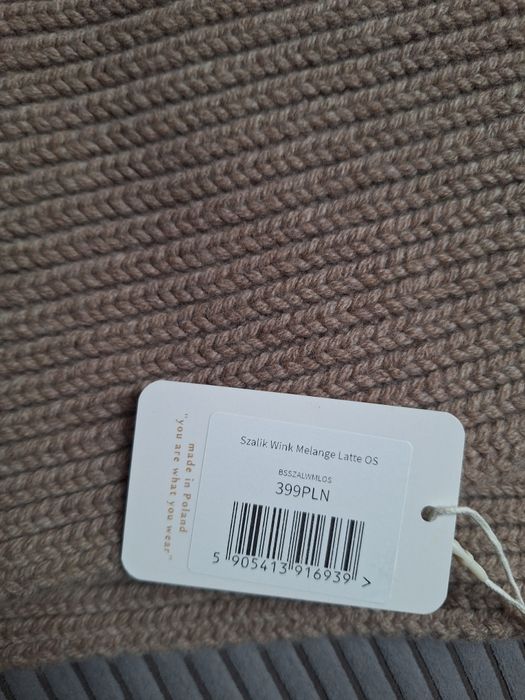 Szalik Wink Melange Latte OS
BSSZALWMLOS
399PLN
5 905413 916939 >
made in Poland
"you are what you wear"